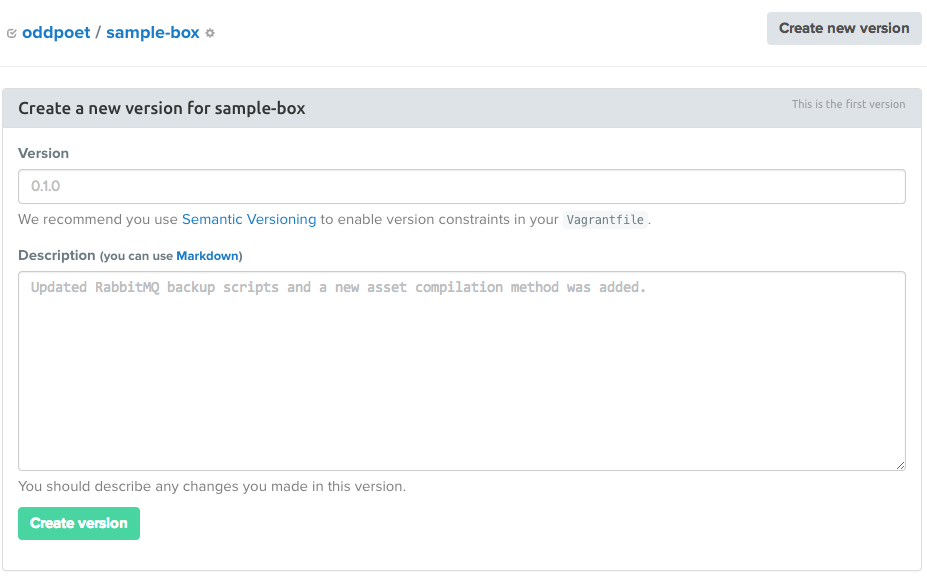 oddpoet / sample-box
Create new version
Create a new version for sample-box
This is the first version
Version
0.1.0
We recommend you use Semantic Versioning to enable version constraints in your Vagrantfile.
Description (you can use Markdown)
Updated RabbitMQ backup scripts and a new asset compilation method was added.
You should describe any changes you made in this version.
Create version